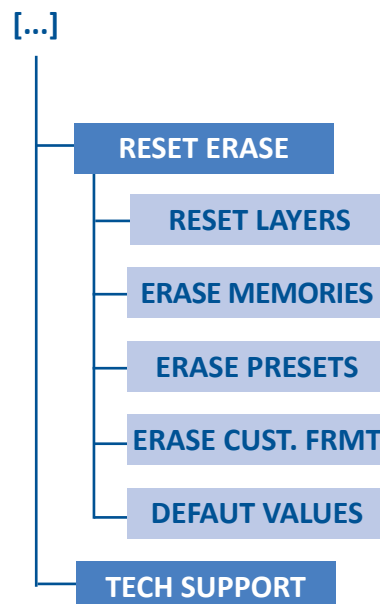 [...]
RESET ERASE
RESET LAYERS
ERASE MEMORIES
ERASE PRESETS
ERASE CUST. FRMT
DEFAUT VALUES
TECH SUPPORT